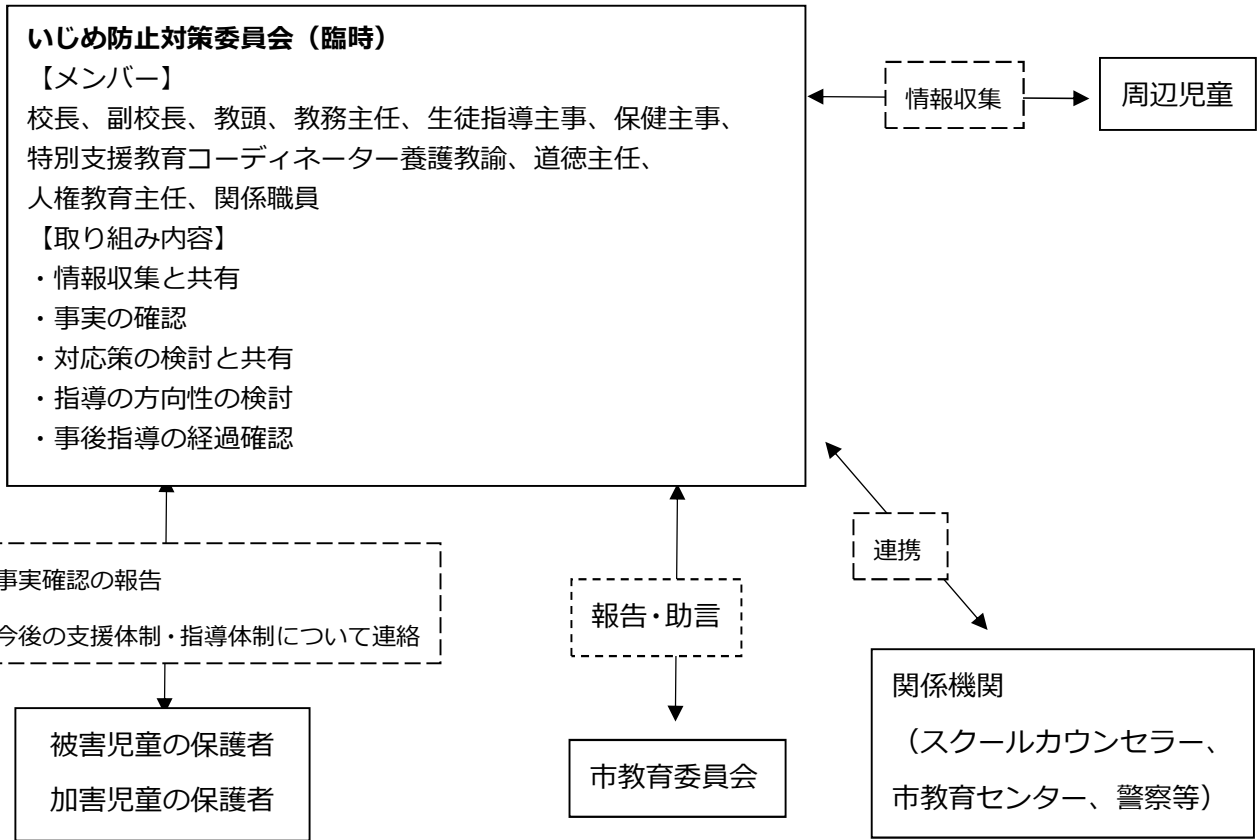 いじめ防止対策委員会（臨時）
【メンバー】
校長、副校長、教頭、教務主任、生徒指導主事、保健主事、
特別支援教育コーディネーター養護教諭、道徳主任、
人権教育主任、関係職員
【取り組み内容】
・情報収集と共有
・事実の確認
・対応策の検討と共有
・指導の方向性の検討
・事後指導の経過確認
情報収集
周辺児童
事実確認の報告
今後の支援体制・指導体制について連絡
報告・助言
連携
被害児童の保護者
加害児童の保護者
市教育委員会
関係機関
（スクールカウンセラー、
市教育センター、警察等）